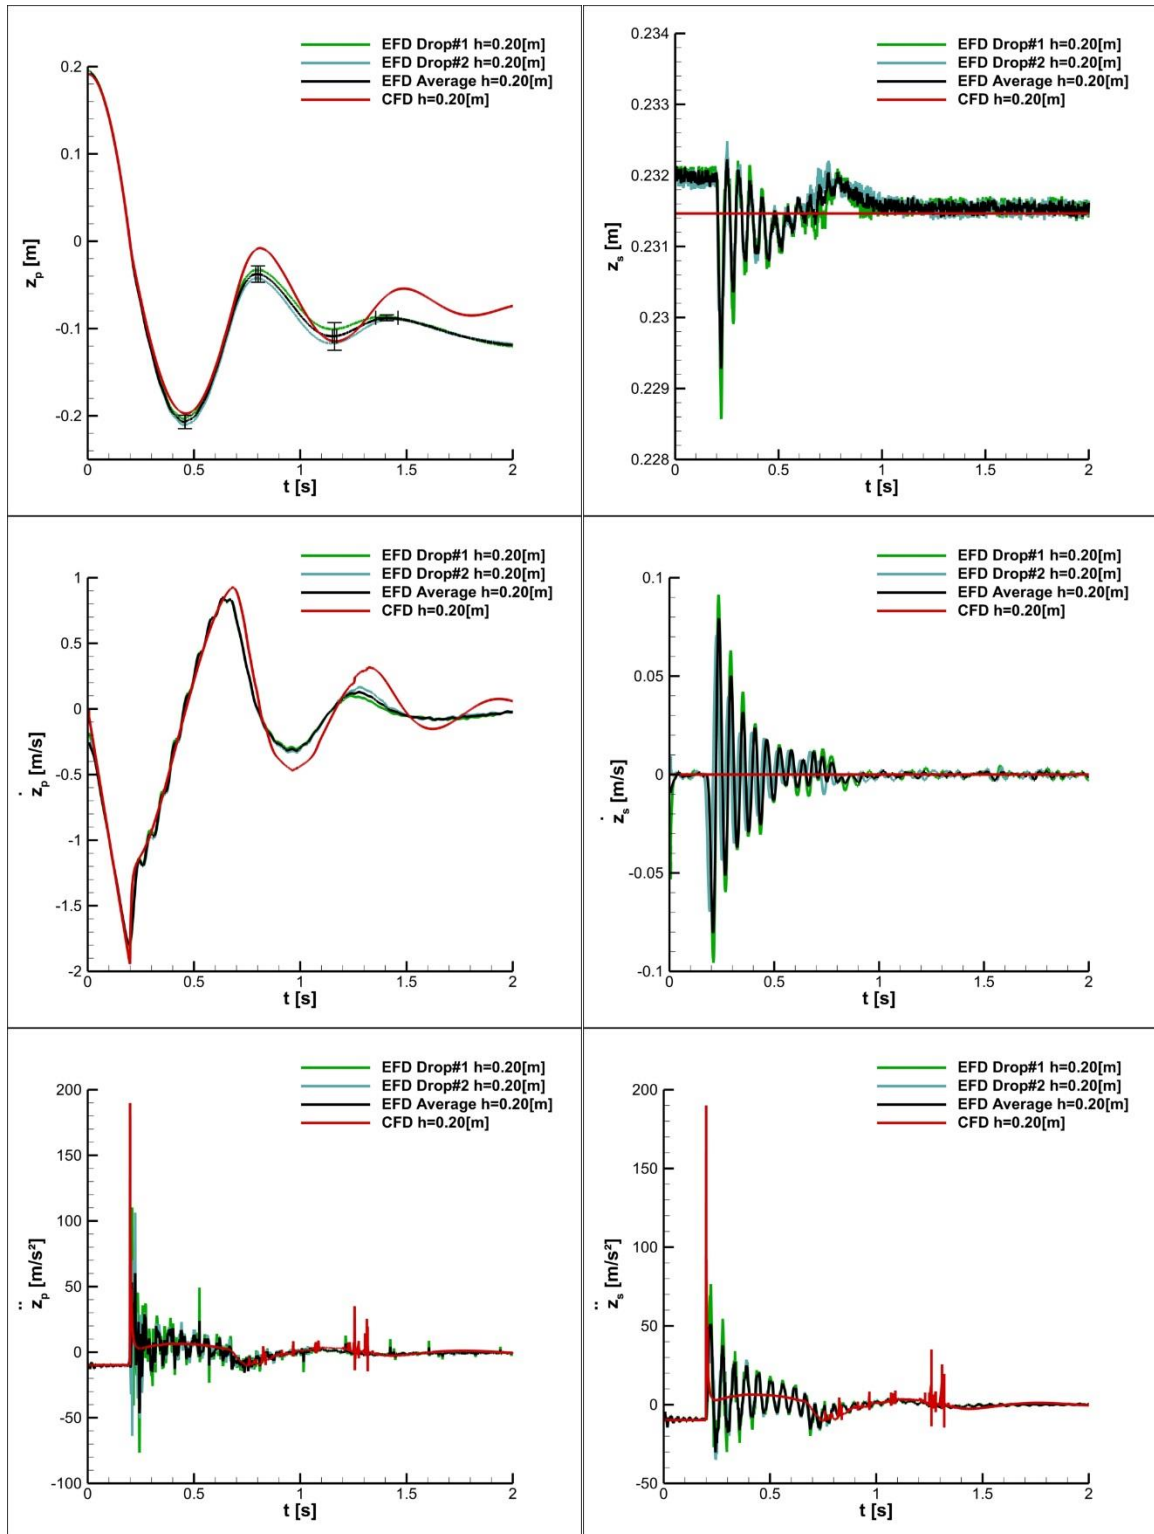 EFD Drop#1 h=0.20[m]
EFD Drop#2 h=0.20[m]
EFD Average h=0.20[m]
CFD h=0.20[m]
0.2
0.1
0
-0.1
-0.2
zp [m]
0
0.5
1
1.5
2
t [s]
EFD Drop#1 h=0.20[m]
EFD Drop#2 h=0.20[m]
EFD Average h=0.20[m]
CFD h=0.20[m]
0.234
0.233
0.232
0.231
0.23
0.229
0.228
zs [m]
0
0.5
1
1.5
2
t [s]
EFD Drop#1 h=0.20[m]
EFD Drop#2 h=0.20[m]
EFD Average h=0.20[m]
CFD h=0.20[m]
1
0.5
0
-0.5
-1
-1.5
-2
żp [m/s]
0
0.5
1
1.5
2
t [s]
EFD Drop#1 h=0.20[m]
EFD Drop#2 h=0.20[m]
EFD Average h=0.20[m]
CFD h=0.20[m]
0.1
0.05
0
-0.05
-0.1
żs [m/s]
0
0.5
1
1.5
2
t [s]
EFD Drop#1 h=0.20[m]
EFD Drop#2 h=0.20[m]
EFD Average h=0.20[m]
CFD h=0.20[m]
200
150
100
50
0
-50
-100
z̈p [m/s²]
0
0.5
1
1.5
2
t [s]
EFD Drop#1 h=0.20[m]
EFD Drop#2 h=0.20[m]
EFD Average h=0.20[m]
CFD h=0.20[m]
200
150
100
50
0
-50
z̈s [m/s²]
0
0.5
1
1.5
2
t [s]